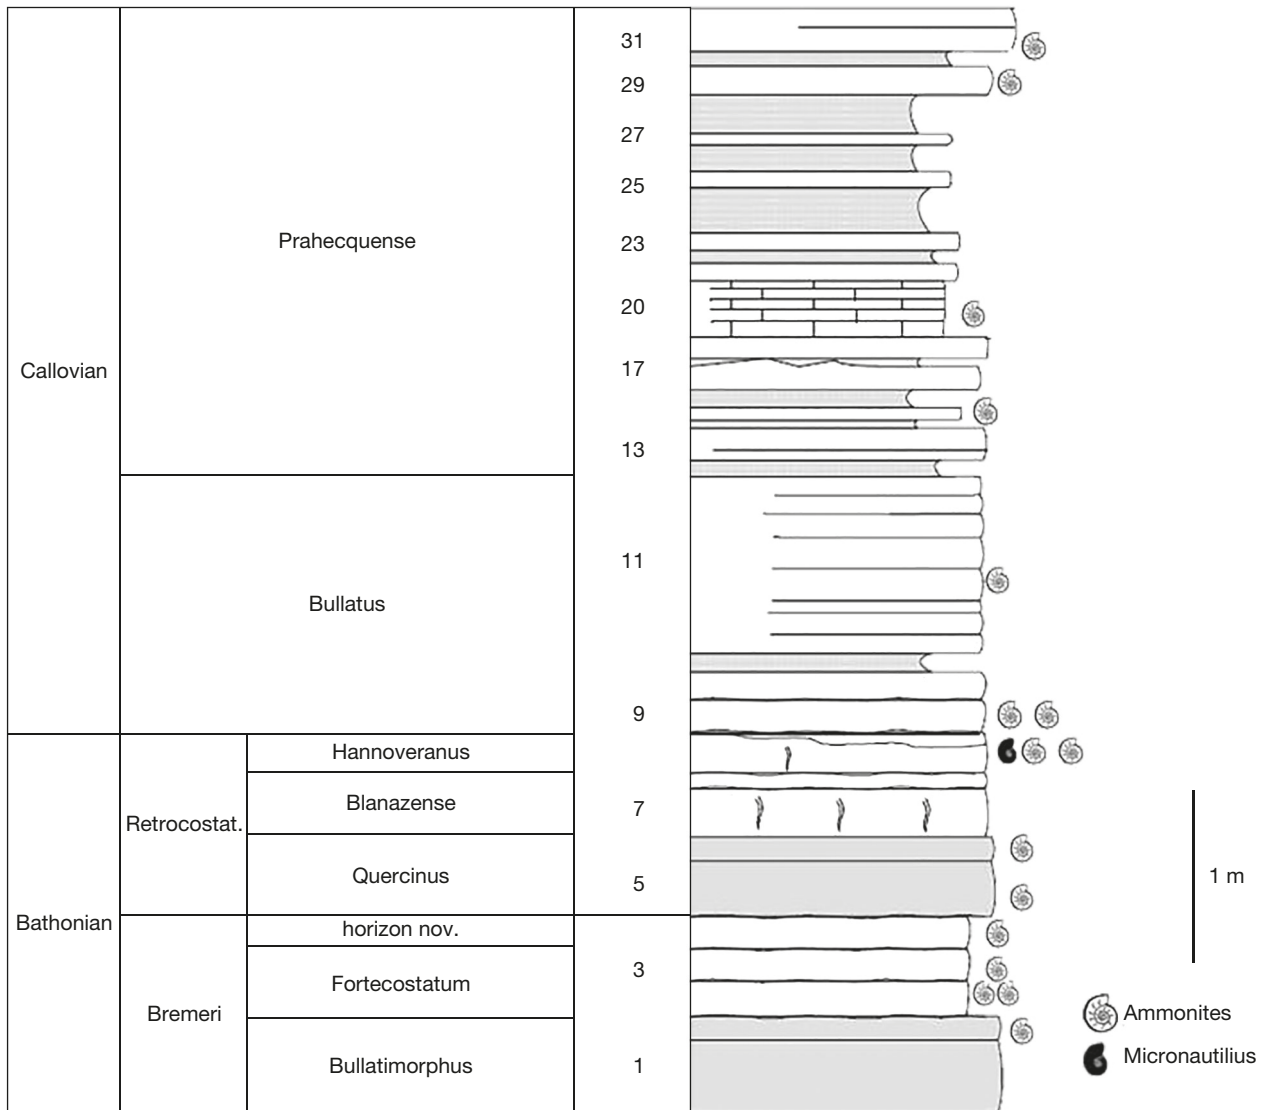 31
29
27
25
Prahecquense
23
20
Callovian
17
13
11
Bullatus
9
Hannoveranus
Blanazense
7
Retrocostat.
Quercinus
5
1 m
Bathonian
horizon nov.
3
Fortecostatum
Bremeri
Ammonites
Bullatimorphus
1
Micronautilius